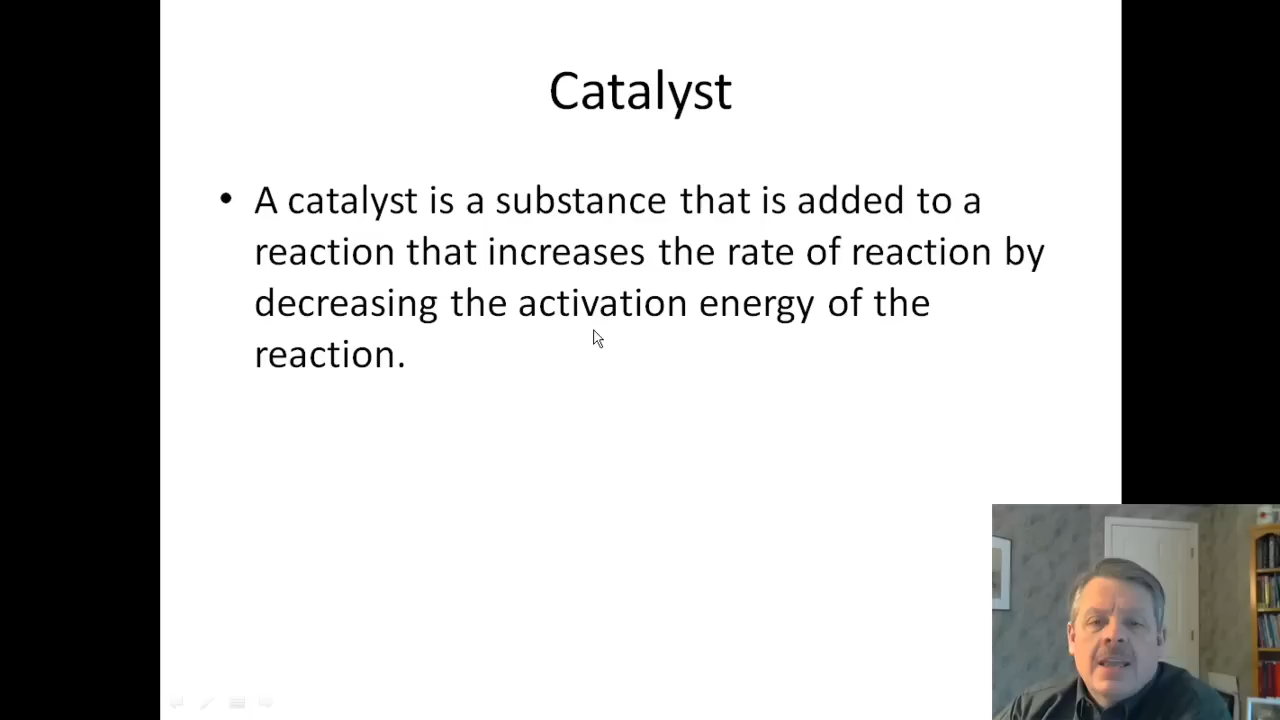 Catalyst
• A catalyst is a substance that is added to a
reaction that increases the rate of reaction by
decreasing the activation energy of the
reaction.